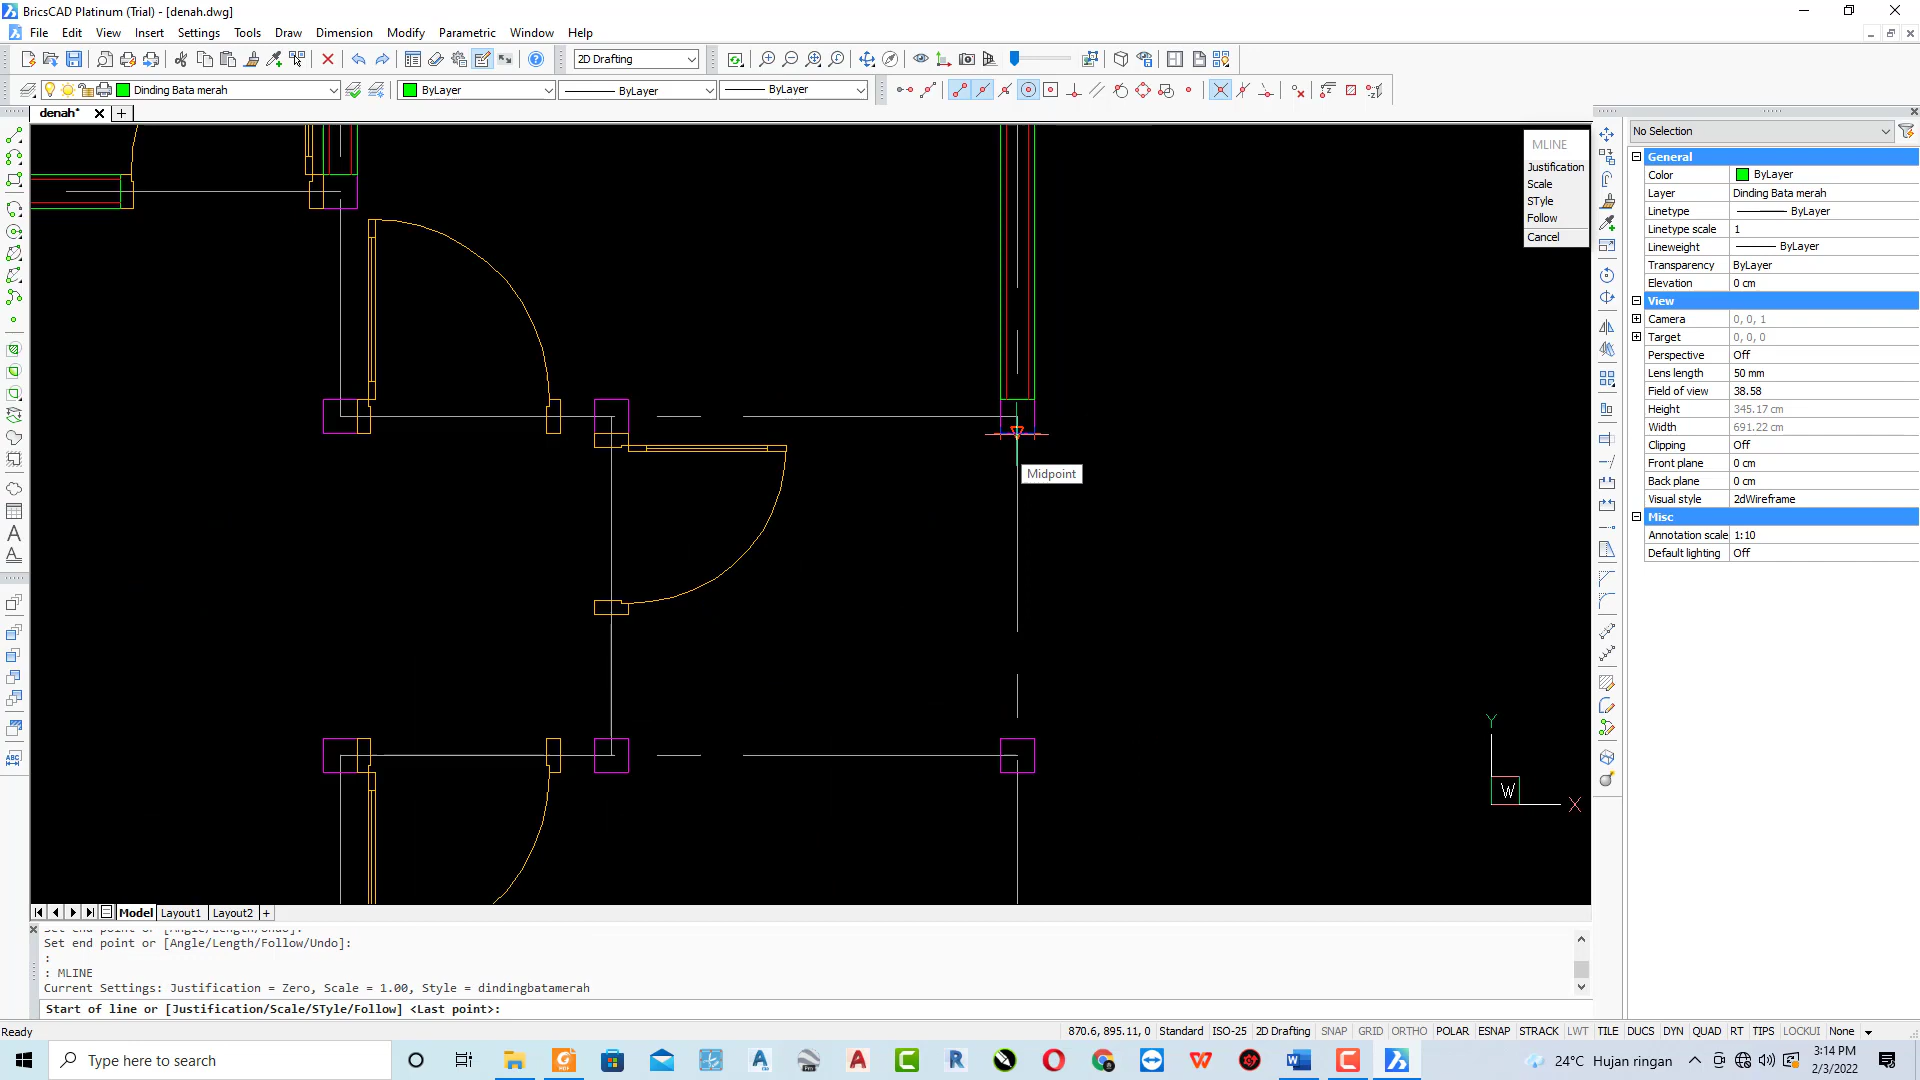 BricsCAD Platinum (Trial) - [denah.dwg]
File Edit View Insert Settings Tools Draw Dimension Modify Parametric Window Help
2D Drafting
Dinding Bata merah ByLayer ByLayer ByLayer
denah*
MLINE
Justification
Scale
STyle
Follow
Cancel
Midpoint
Y
W
X
No Selection
General
Color ByLayer
Layer Dinding Bata merah
Linetype ByLayer
Linetype scale 1
Lineweight ByLayer
Transparency ByLayer
Elevation 0 cm
View
Camera 0, 0, 1
Target 0, 0, 0
Perspective Off
Lens length 50 mm
Field of view 38.58
Height 345.17 cm
Width 691.22 cm
Clipping Off
Front plane 0 cm
Back plane 0 cm
Visual style 2dWireframe
Misc
Annotation scale 1:10
Default lighting Off
Model Layout1 Layout2 +
Set end point or [Angle/Length/Follow/Undo]:
Set end point or [Angle/Length/Follow/Undo]:
:
: MLINE
Current Settings: Justification = Zero, Scale = 1.00, Style = dindingbatamerah
Start of line or [Justification/Scale/STyle/Follow] <Last point>:
Ready 870.6, 895.11, 0 Standard ISO-25 2D Drafting SNAP GRID ORTHO POLAR ESNAP STRACK LWT TILE DUCS DYN QUAD RT TIPS LOCKUI None
Type here to search
24°C Hujan ringan
3:14 PM
2/3/2022